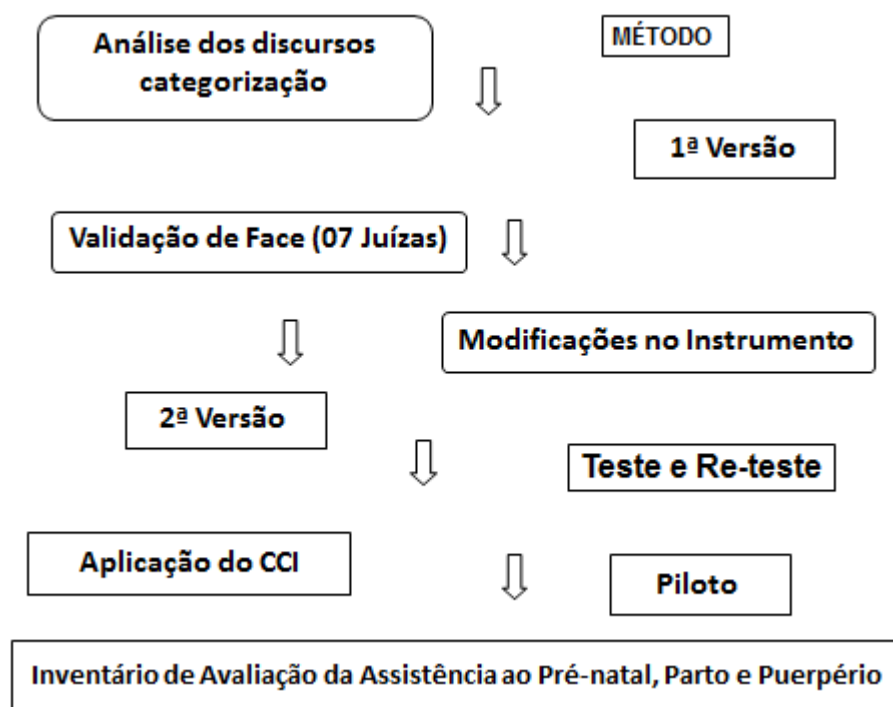 Análise dos discursos
categorização
MÉTODO
1ª Versão
Validação de Face (07 Juízas)
Modificações no Instrumento
2ª Versão
Teste e Re-teste
Aplicação do CCI
Piloto
Inventário de Avaliação da Assistência ao Pré-natal, Parto e Puerpério